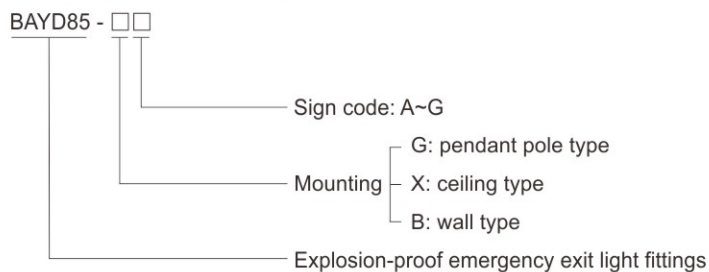 BAYD85 - □□
Sign code: A~G
G: pendant pole type
Mounting
X: ceiling type
B: wall type
Explosion-proof emergency exit light fittings